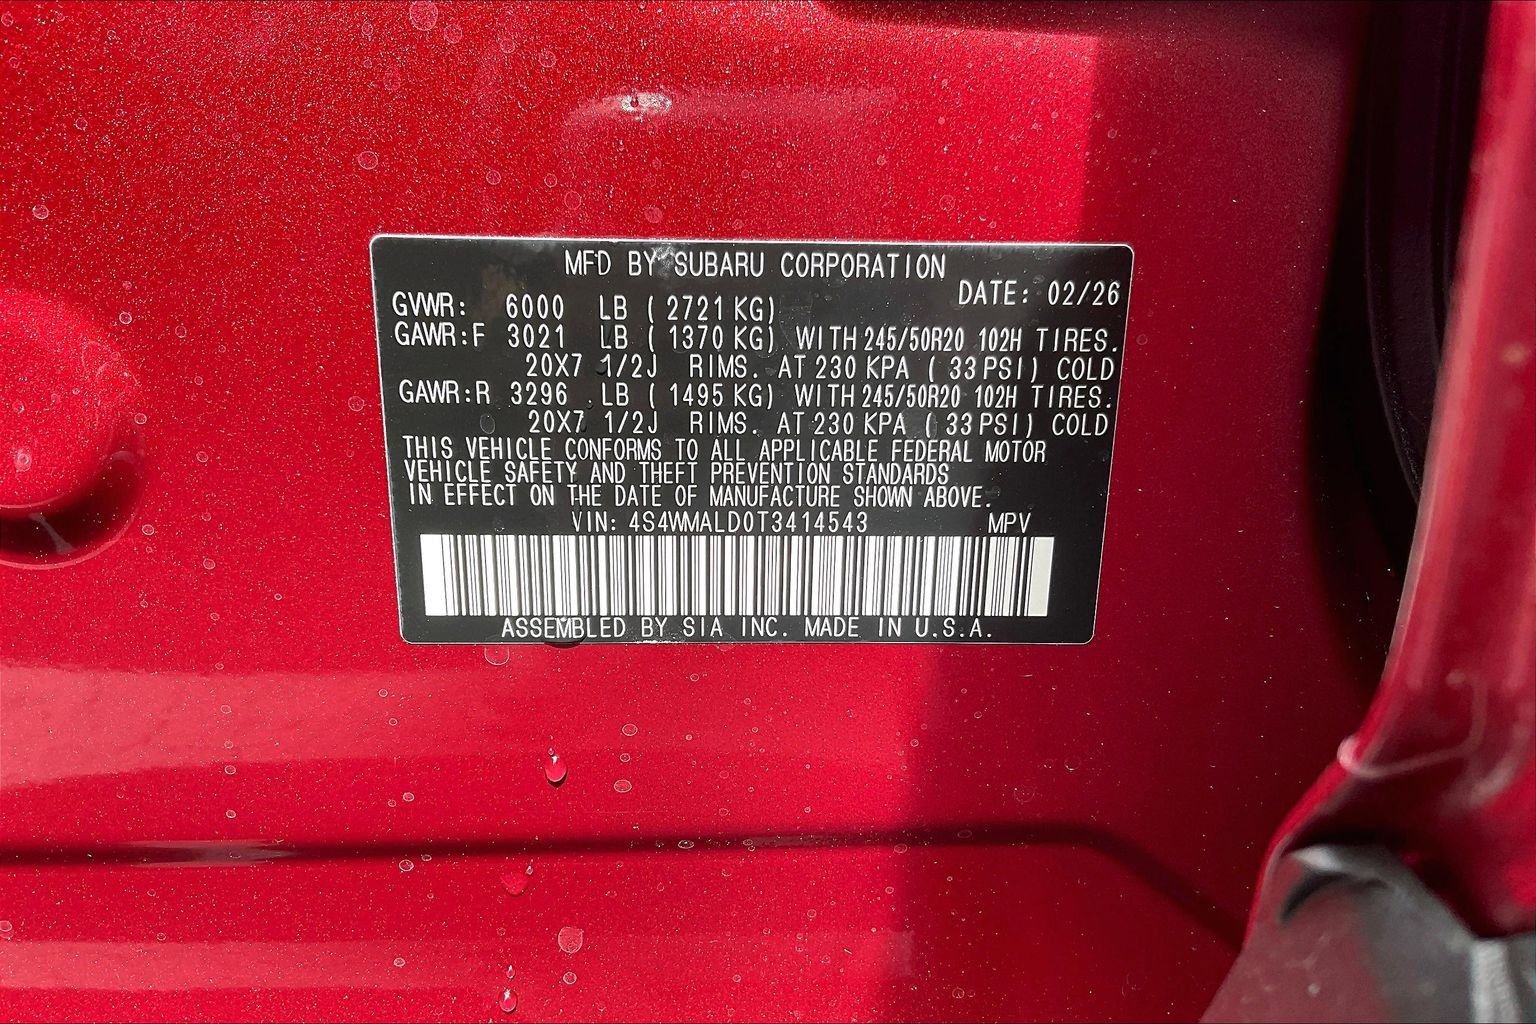 MFD BY SUBARU CORPORATION
DATE: 02/26
GVWR: 6000 LB ( 2721 KG)
GAWR:F 3021 LB ( 1370 KG) WITH 245/50R20 102H TIRES.
20X7 1/2J RIMS. AT 230 KPA ( 33 PSI) COLD
GAWR:R 3296 LB ( 1495 KG) WITH 245/50R20 102H TIRES.
20X7 1/2J RIMS. AT 230 KPA ( 33 PSI) COLD
THIS VEHICLE CONFORMS TO ALL APPLICABLE FEDERAL MOTOR
VEHICLE SAFETY AND THEFT PREVENTION STANDARDS
IN EFFECT ON THE DATE OF MANUFACTURE SHOWN ABOVE.
VIN: 4S4WMALD0T3414543 MPV
ASSEMBLED BY SIA INC. MADE IN U.S.A.